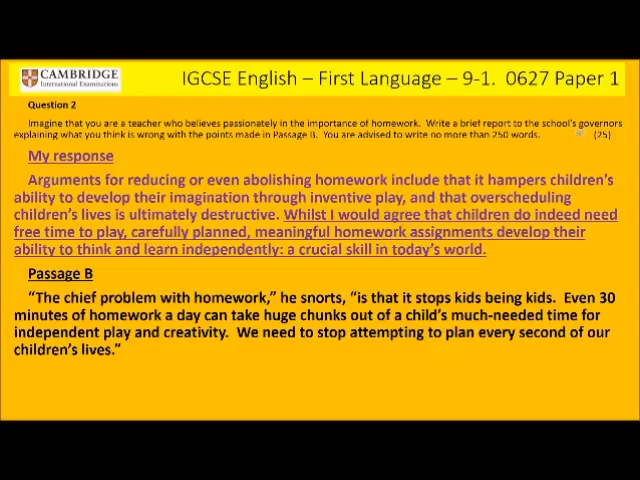 CAMBRIDGE
International Examinations
IGCSE English – First Language – 9-1.  0627 Paper 1
Question 2
Imagine that you are a teacher who believes passionately in the importance of homework.  Write a brief report to the school's governors
explaining what you think is wrong with the points made in Passage B.  You are advised to write no more than 250 words.  (25)
My response
Arguments for reducing or even abolishing homework include that it hampers children's
ability to develop their imagination through inventive play, and that overscheduling
children's lives is ultimately destructive. Whilst I would agree that children do indeed need
free time to play, carefully planned, meaningful homework assignments develop their
ability to think and learn independently: a crucial skill in today's world.
Passage B
"The chief problem with homework," he snorts, "is that it stops kids being kids.  Even 30
minutes of homework a day can take huge chunks out of a child's much-needed time for
independent play and creativity.  We need to stop attempting to plan every second of our
children's lives."